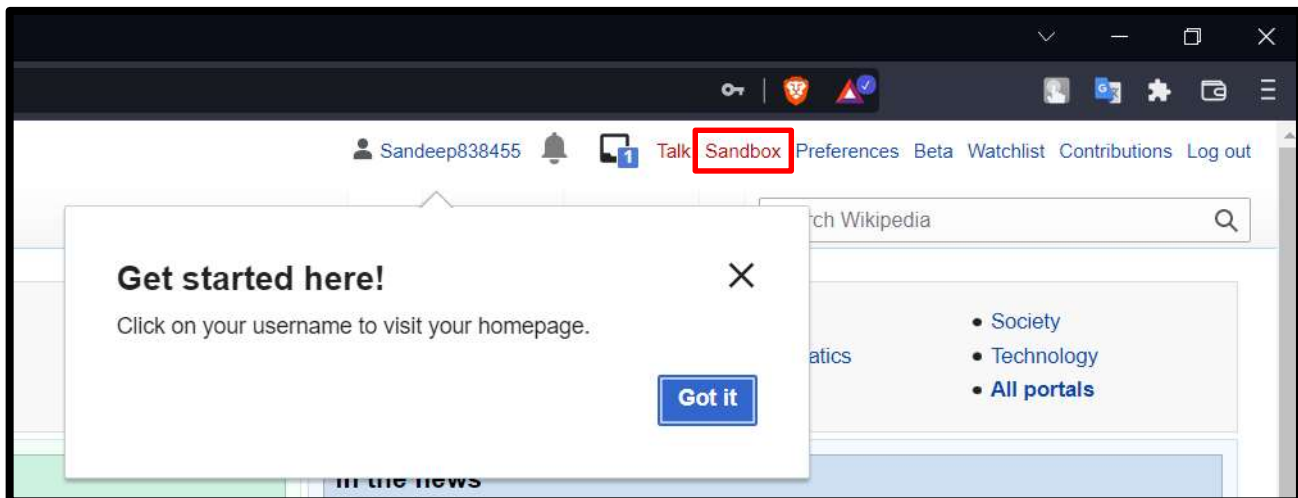 Sandeep838455 1 Talk Sandbox Preferences Beta Watchlist Contributions Log out
rch Wikipedia
Get started here!
Click on your username to visit your homepage.
Got it
atics
• Society
• Technology
• All portals
In the news